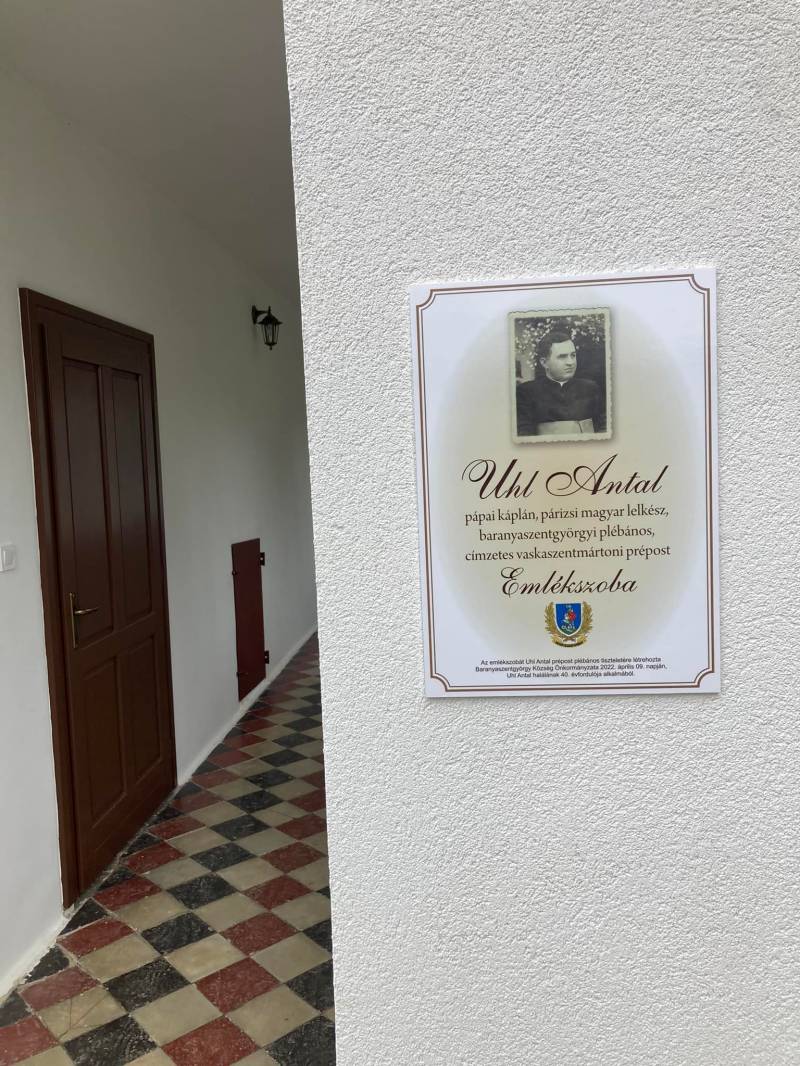 Uhl Antal
pápai káplán, párizsi magyar lelkész,
baranyaszentgyörgyi plébános,
címzetes vaskaszentmártoni prépost
Emlékszoba
Az emlékszobát Uhl Antal prépost plébános tiszteletére létrehozta
Baranyaszentgyörgy Község Önkormányzata 2022. április 09. napján,
Uhl Antal halálának 40. évfordulója alkalmából.